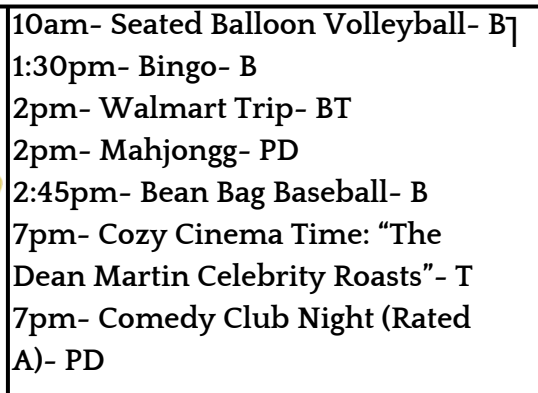 10am- Seated Balloon Volleyball- B
1:30pm- Bingo- B
2pm- Walmart Trip- BT
2pm- Mahjongg- PD
2:45pm- Bean Bag Baseball- B
7pm- Cozy Cinema Time: “The
Dean Martin Celebrity Roasts”- T
7pm- Comedy Club Night (Rated
A)- PD